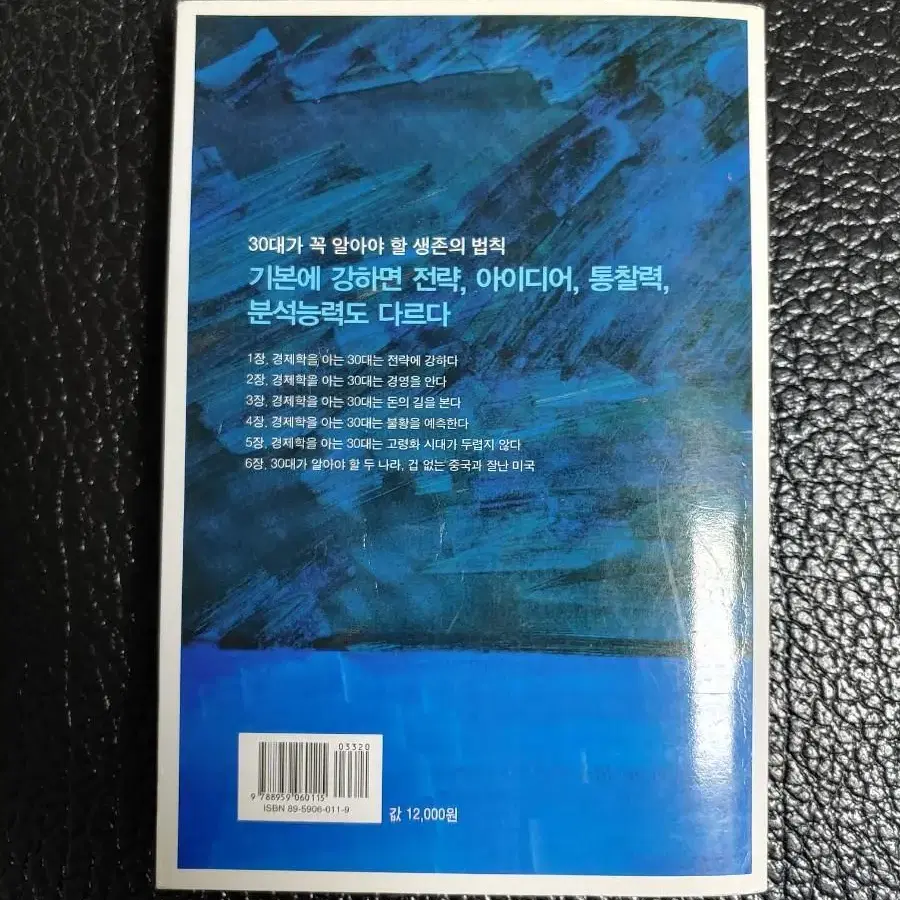 30대가 꼭 알아야 할 생존의 법칙
기본에 강하면 전략, 아이디어, 통찰력,
분석능력도 다르다
1장, 경제학을 아는 30대는 전략에 강하다
2장, 경제학을 아는 30대는 경영을 안다
3장, 경제학을 아는 30대는 돈의 길을 본다
4장, 경제학을 아는 30대는 불황을 예측한다
5장, 경제학을 아는 30대는 고령화 시대가 두렵지 않다
6장, 30대가 알아야 할 두 나라, 겁 없는 중국과 잘난 미국
03320
9 788959 060115
ISBN 89-5906-011-9
값 12,000원